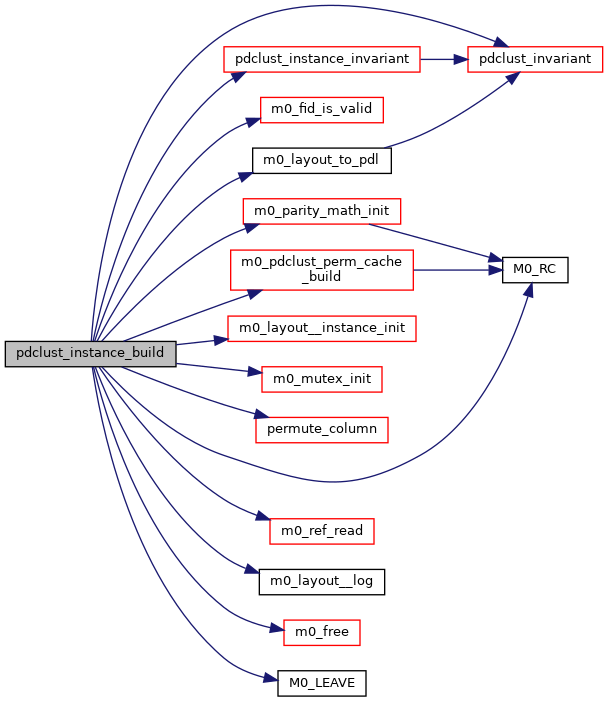 pdclust_instance_invariant
pdclust_invariant
m0_fid_is_valid
m0_layout_to_pdl
m0_parity_math_init
m0_pdclust_perm_cache
_build
M0_RC
m0_layout__instance_init
pdclust_instance_build
m0_mutex_init
permute_column
m0_ref_read
m0_layout__log
m0_free
M0_LEAVE